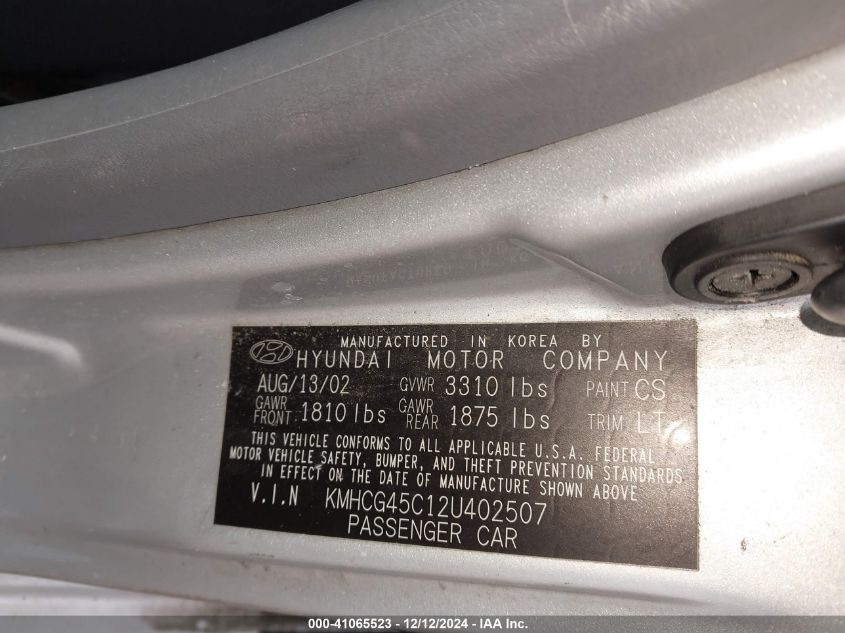 MANUFACTURED IN KOREA BY
HYUNDAI MOTOR COMPANY
AUG/13/02 GVWR 3310 lbs PAINT CS
GAWR FRONT 1810 lbs GAWR REAR 1875 lbs TRIM LT
THIS VEHICLE CONFORMS TO ALL APPLICABLE U.S.A. FEDERAL
MOTOR VEHICLE SAFETY, BUMPER, AND THEFT PREVENTION STANDARDS
IN EFFECT ON THE DATE OF MANUFACTURE SHOWN ABOVE
V.I.N KMHCG45C12U402507
PASSENGER CAR
000-41065523 - 12/12/2024 - IAA Inc.